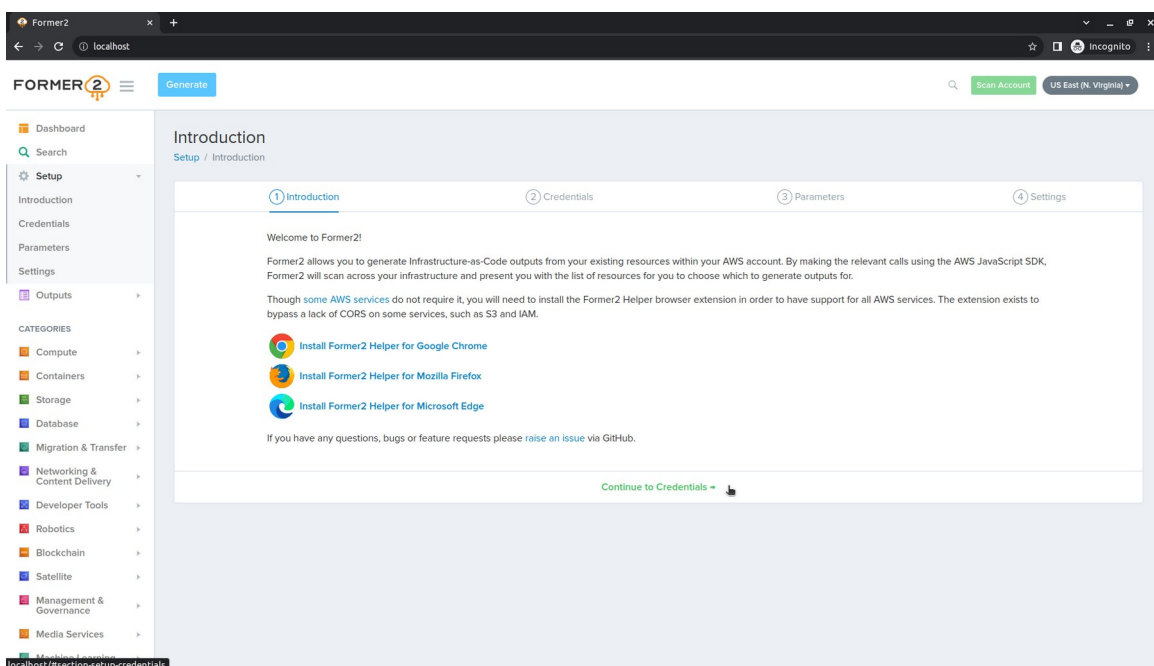 Former2
localhost
Incognito
FORMER2
Generate
Scan Account
US East (N. Virginia)
Dashboard
Search
Setup
Introduction
Credentials
Parameters
Settings
Outputs
CATEGORIES
Compute
Containers
Storage
Database
Migration & Transfer
Networking &
Content Delivery
Developer Tools
Robotics
Blockchain
Satellite
Management &
Governance
Media Services
Machine Learning
localhost/#section-setup-credentials
Introduction
Setup / Introduction
1 Introduction
2 Credentials
3 Parameters
4 Settings
Welcome to Former2!
Former2 allows you to generate Infrastructure-as-Code outputs from your existing resources within your AWS account. By making the relevant calls using the AWS JavaScript SDK,
Former2 will scan across your infrastructure and present you with the list of resources for you to choose which to generate outputs for.
Though some AWS services do not require it, you will need to install the Former2 Helper browser extension in order to have support for all AWS services. The extension exists to
bypass a lack of CORS on some services, such as S3 and IAM.
Install Former2 Helper for Google Chrome
Install Former2 Helper for Mozilla Firefox
Install Former2 Helper for Microsoft Edge
If you have any questions, bugs or feature requests please raise an issue via GitHub.
Continue to Credentials →